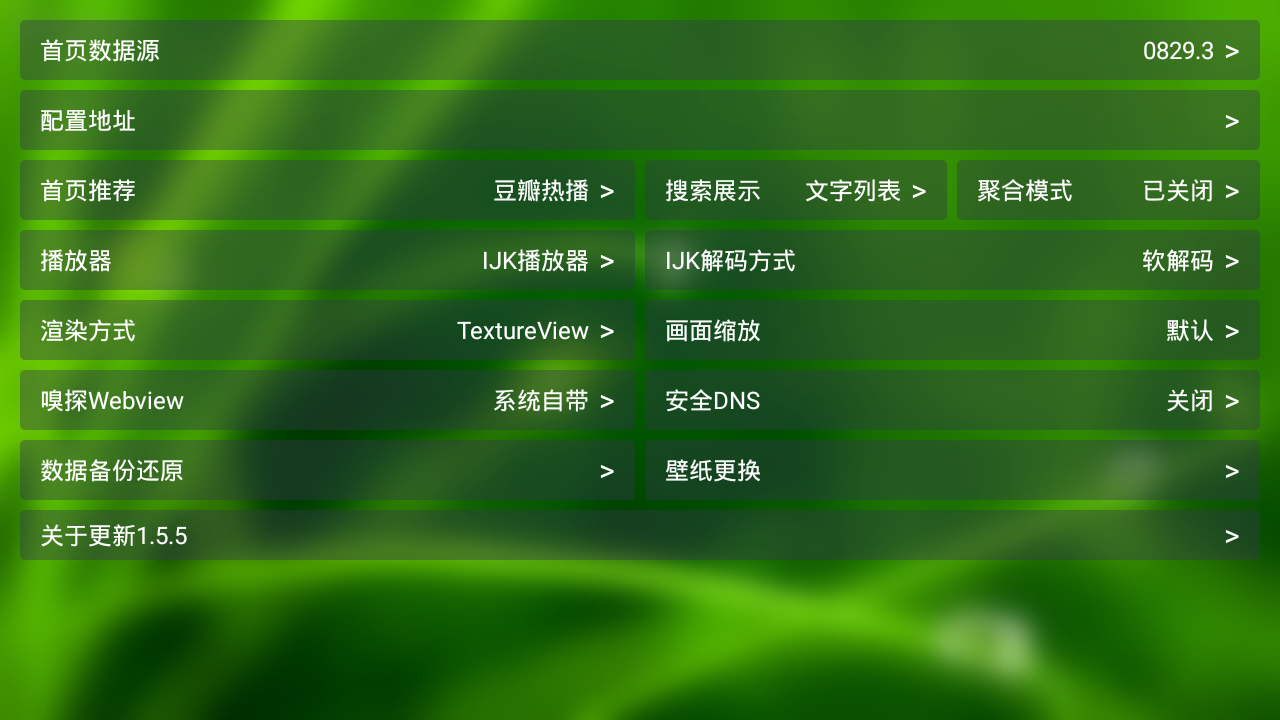 首页数据源 0829.3 >
配置地址 >
首页推荐 豆瓣热播 > 搜索展示 文字列表 > 聚合模式 已关闭 >
播放器 IJK播放器 > IJK解码方式 软解码 >
渲染方式 TextureView > 画面缩放 默认 >
嗅探Webview 系统自带 > 安全DNS 关闭 >
数据备份还原 > 壁纸更换 >
关于更新1.5.5 >